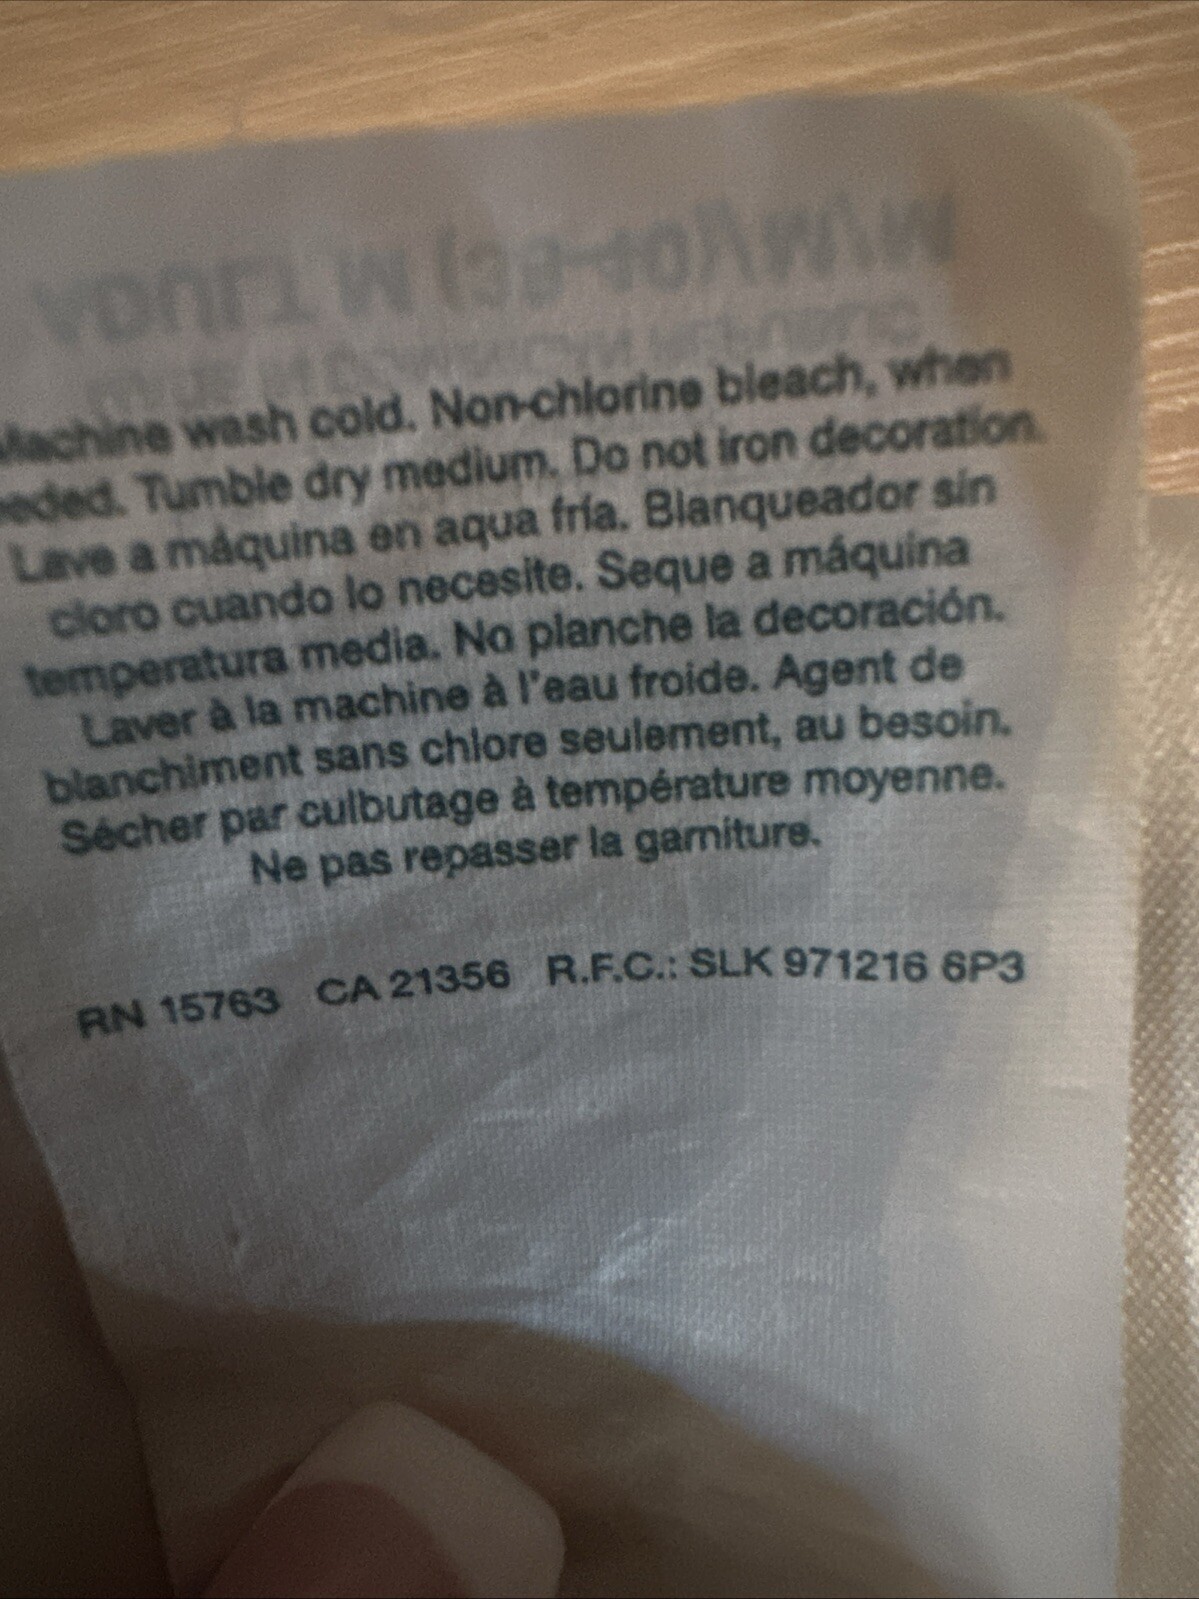 Machine wash cold. Non-chlorine bleach, when
eeded. Tumble dry medium. Do not iron decoration.
Lave a máquina en aqua fría. Blanqueador sin
cloro cuando lo necesite. Seque a máquina
temperatura media. No planche la decoración.
Laver à la machine à l'eau froide. Agent de
blanchiment sans chlore seulement, au besoin.
Sécher par culbutage à température moyenne.
Ne pas repasser la garniture.
RN 15763 CA 21356 R.F.C.: SLK 971216 6P3